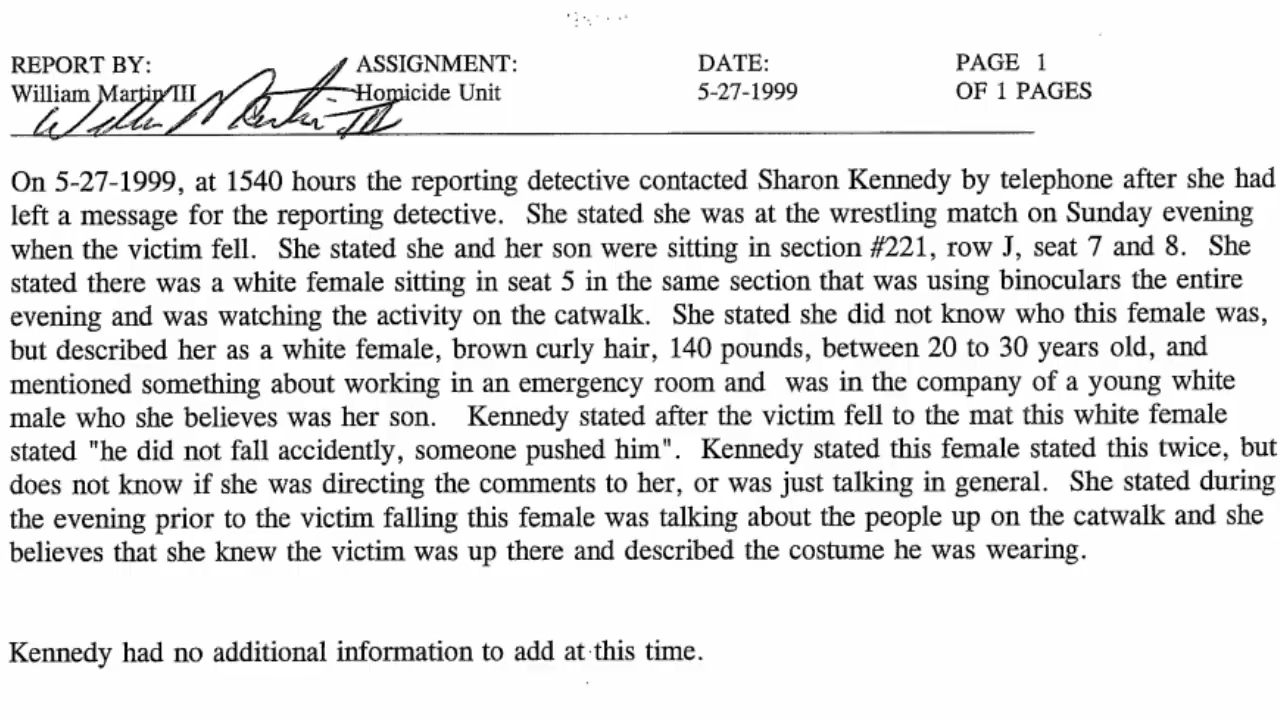 REPORT BY: ASSIGNMENT: DATE: PAGE 1
William Martin III Homicide Unit 5-27-1999 OF 1 PAGES
On 5-27-1999, at 1540 hours the reporting detective contacted Sharon Kennedy by telephone after she had
left a message for the reporting detective. She stated she was at the wrestling match on Sunday evening
when the victim fell. She stated she and her son were sitting in section #221, row J, seat 7 and 8. She
stated there was a white female sitting in seat 5 in the same section that was using binoculars the entire
evening and was watching the activity on the catwalk. She stated she did not know who this female was,
but described her as a white female, brown curly hair, 140 pounds, between 20 to 30 years old, and
mentioned something about working in an emergency room and was in the company of a young white
male who she believes was her son. Kennedy stated after the victim fell to the mat this white female
stated "he did not fall accidently, someone pushed him". Kennedy stated this female stated this twice, but
does not know if she was directing the comments to her, or was just talking in general. She stated during
the evening prior to the victim falling this female was talking about the people up on the catwalk and she
believes that she knew the victim was up there and described the costume he was wearing.
Kennedy had no additional information to add at this time.